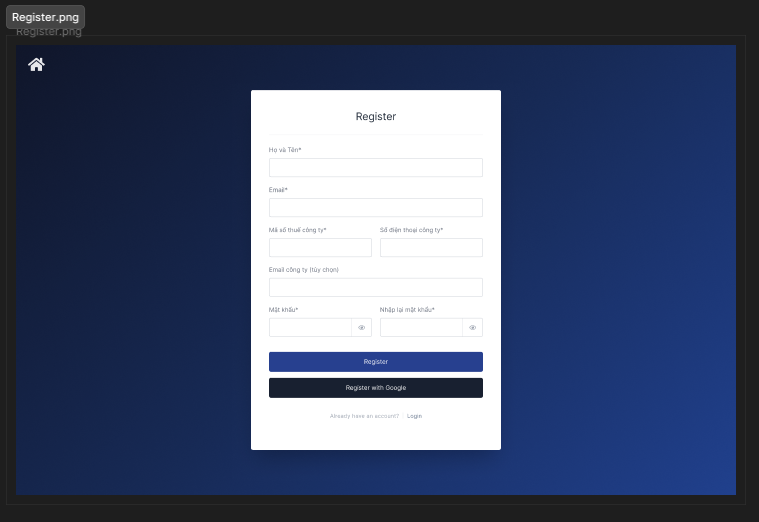 Register.png
Register.png
Register
Họ và Tên*
Email*
Mã số thuế công ty* Số điện thoại công ty*
Email công ty (tùy chọn)
Mật khẩu* Nhập lại mật khẩu*
Register
Register with Google
Already have an account? | Login